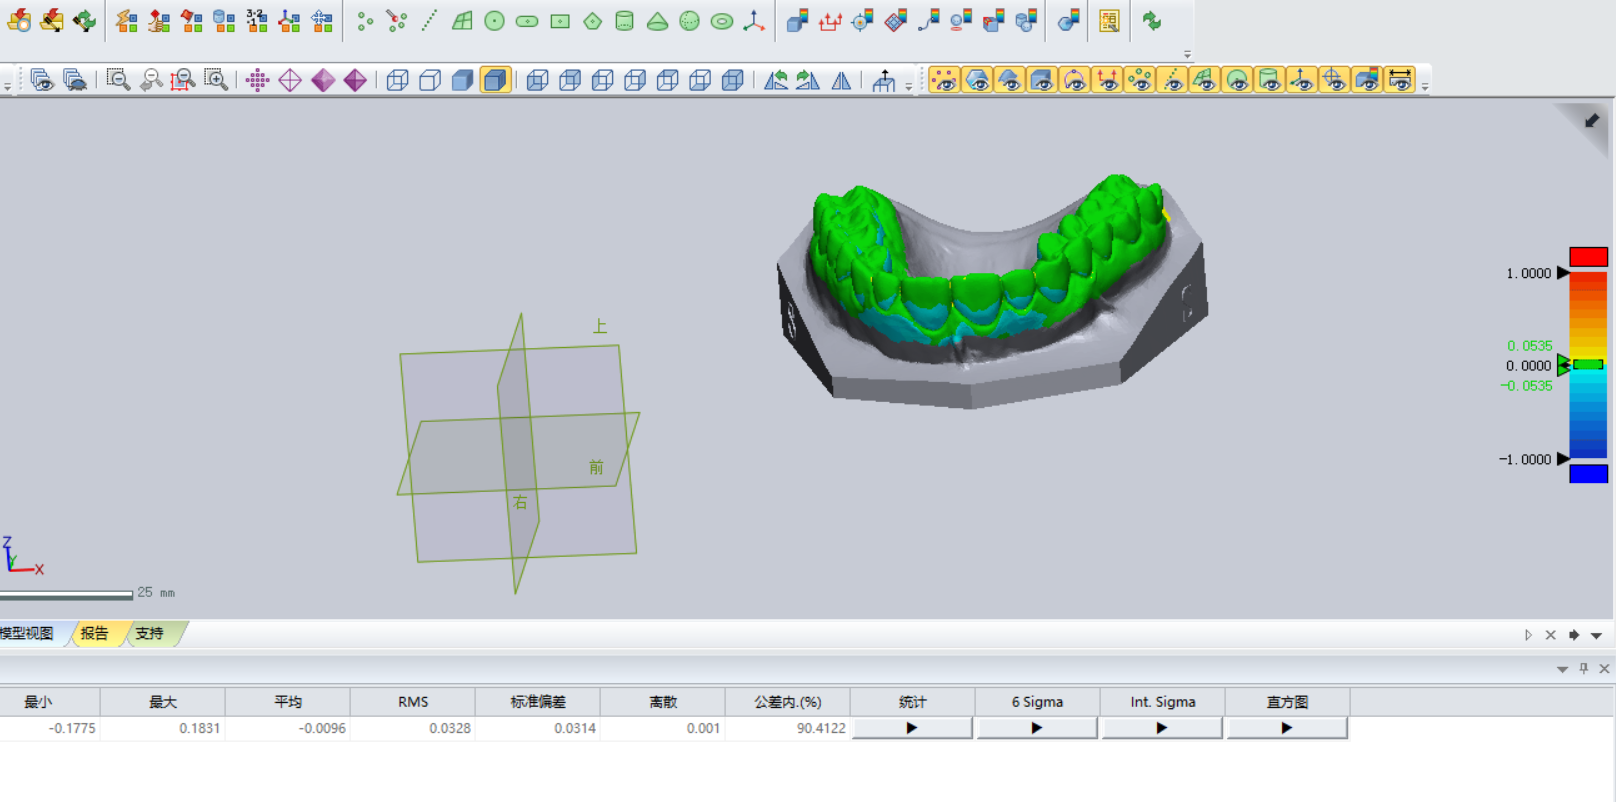 3-2-1
上
前
右
1.0000
0.0535
0.0000
-0.0535
-1.0000
Z
Y
X
25 mm
模型视图 报告 支持
最小 最大 平均 RMS 标准偏差 离散 公差内.(%) 统计 6 Sigma Int. Sigma 直方图
-0.1775 0.1831 -0.0096 0.0328 0.0314 0.001 90.4122